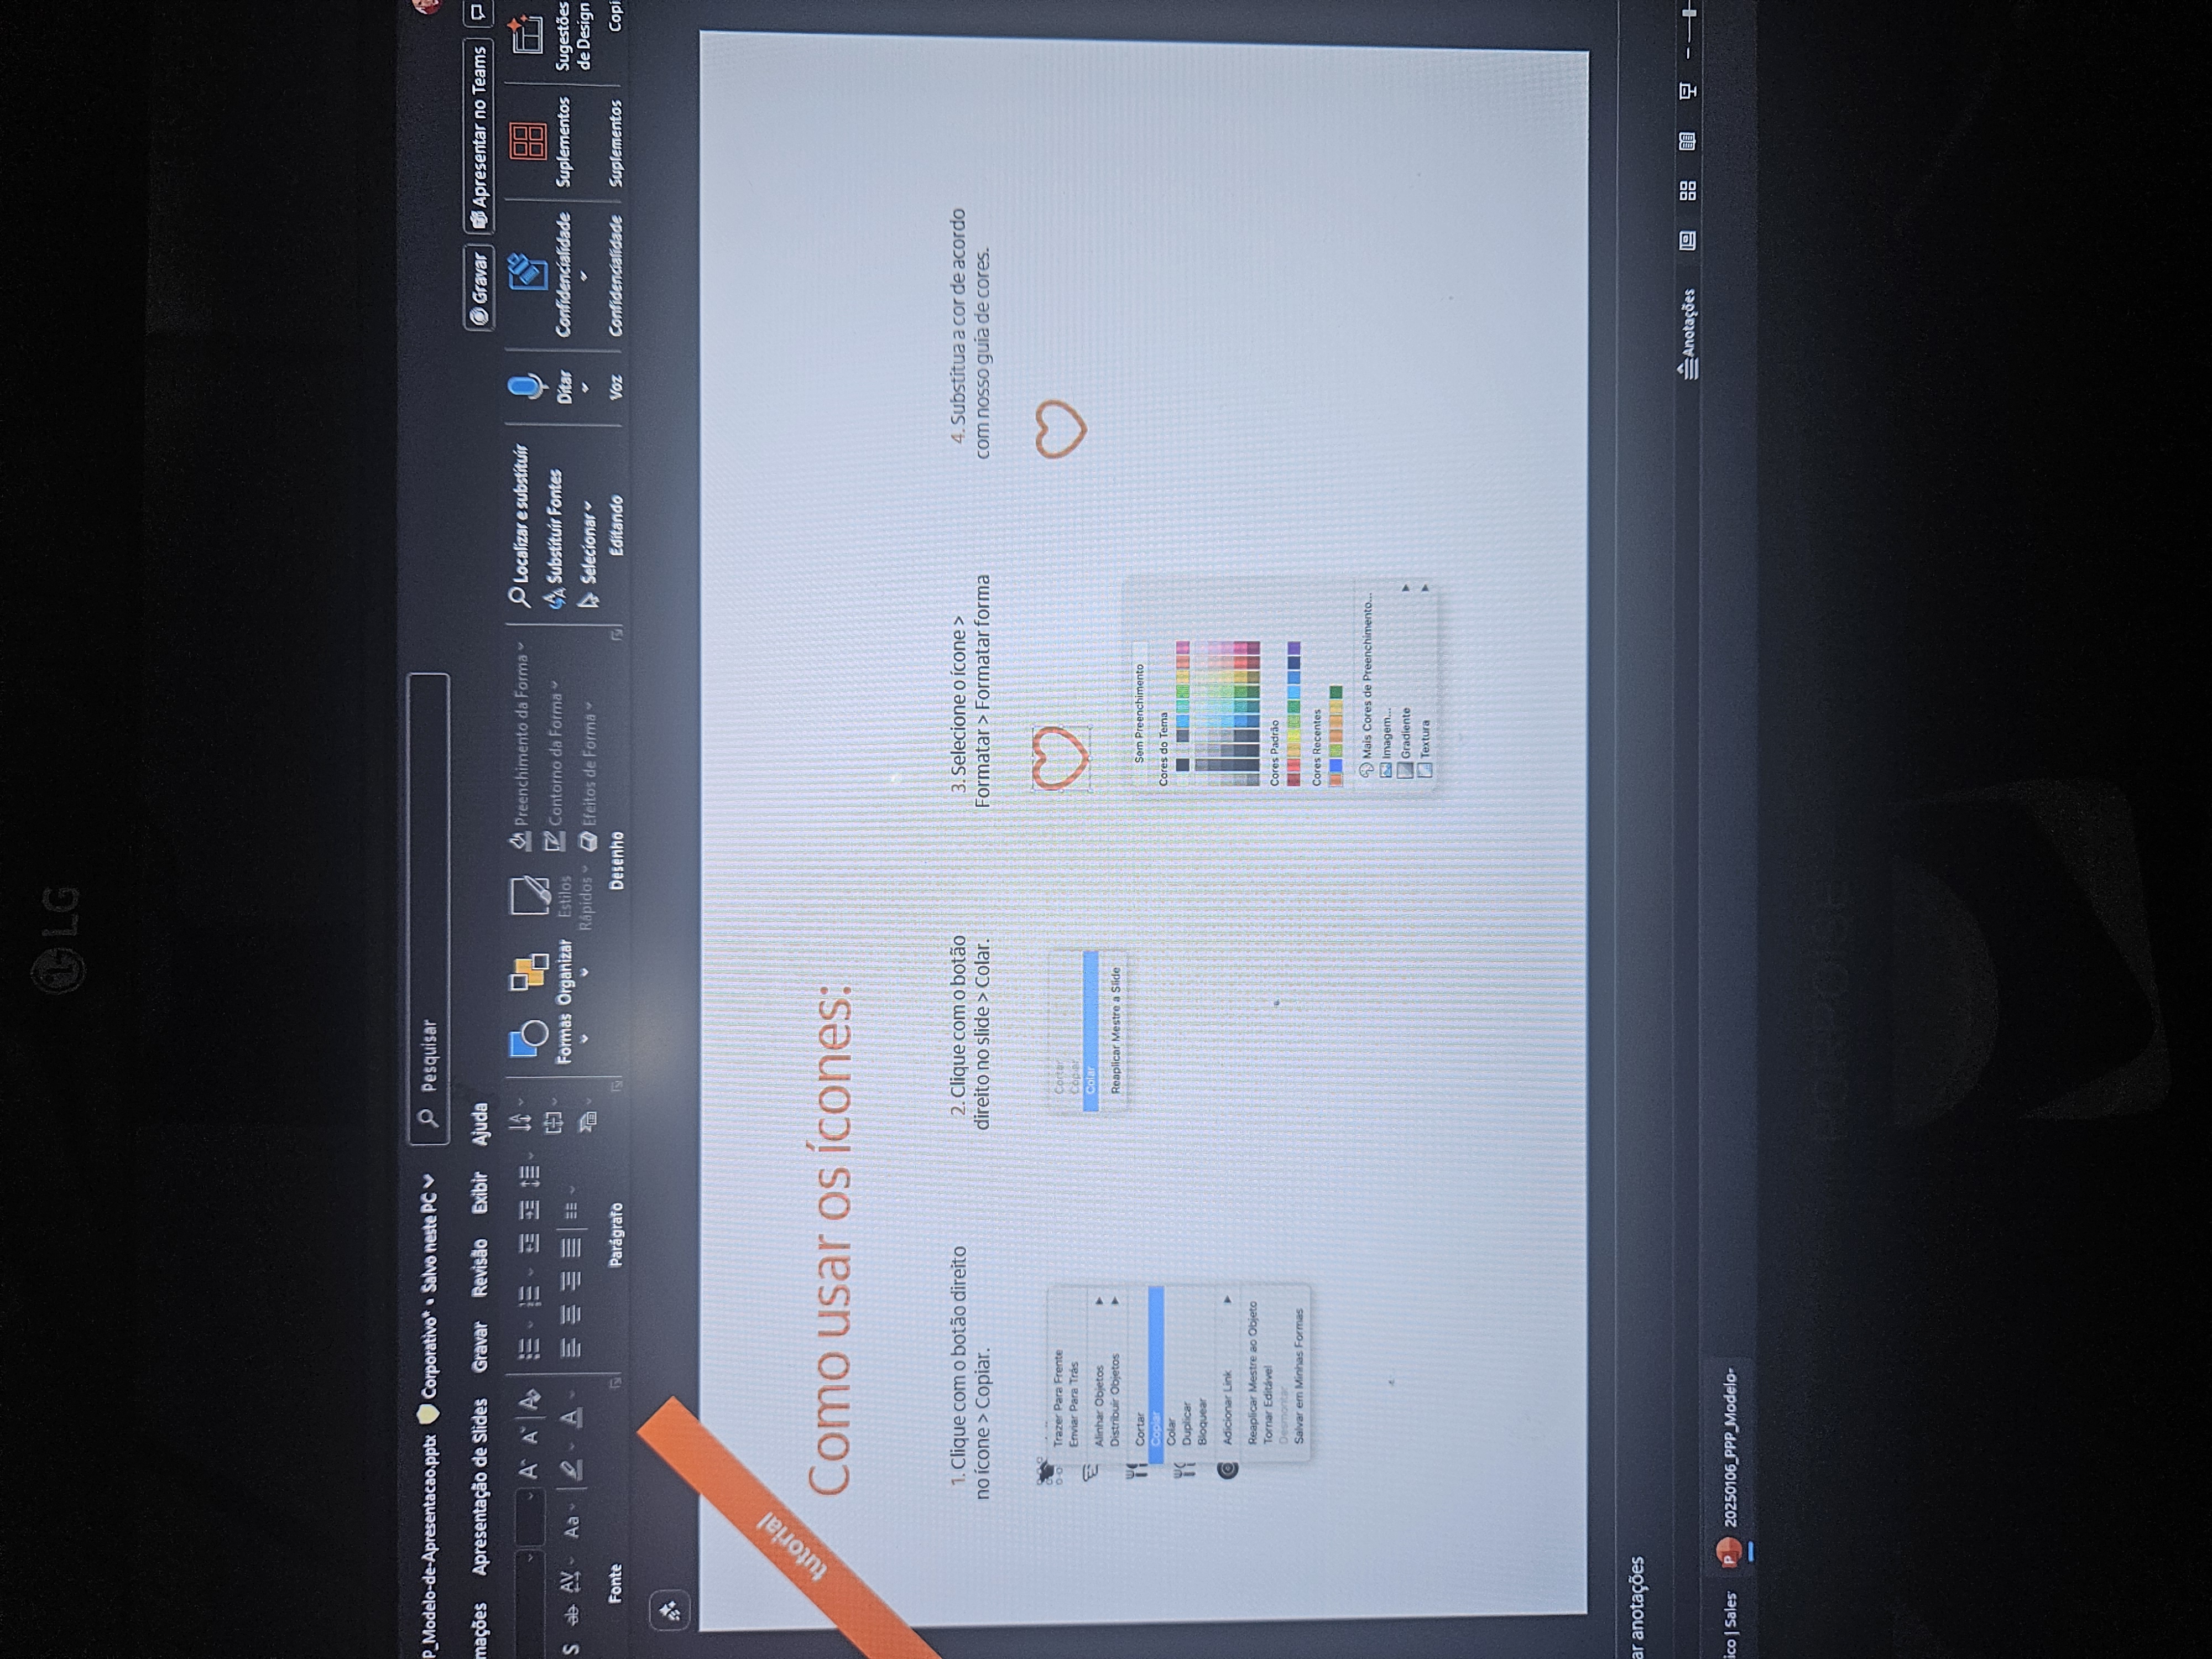 LG
P_Modelo-de-Apresentacao.pptx Corporativo* • Salvo neste PC
Pesquisar
mações Apresentação de Slides Gravar Revisão Exibir Ajuda
Gravar Apresentar no Teams
Formas Organizar Estilos Rápidos
Preenchimento da Forma
Contorno da Forma
Efeitos de Forma
Localizar e substituir
Substituir Fontes
Selecionar
Ditar
Confidencialidade
Suplementos
Sugestões de Design
S ab AV Aa A
Fonte Parágrafo Desenho Editando Voz Confidencialidade Suplementos Copi
tutorial
Como usar os ícones:
1. Clique com o botão direito
no ícone > Copiar.
Trazer Para Frente
Enviar Para Trás
Alinhar Objetos
Distribuir Objetos
Cortar
Copiar
Colar
Duplicar
Bloquear
Adicionar Link
Reaplicar Mestre ao Objeto
Tornar Editável
Desmontar
Salvar em Minhas Formas
2. Clique com o botão
direito no slide > Colar.
Cortar
Copiar
Colar
Reaplicar Mestre a Slide
3. Selecione o ícone >
Formatar > Formatar forma
Sem Preenchimento
Cores do Tema
Cores Padrão
Cores Recentes
Mais Cores de Preenchimento...
Imagem...
Gradiente
Textura
4. Substitua a cor de acordo
com nosso guia de cores.
ar anotações
Anotações
ico | Sales
20250106_PPP_Modelo-